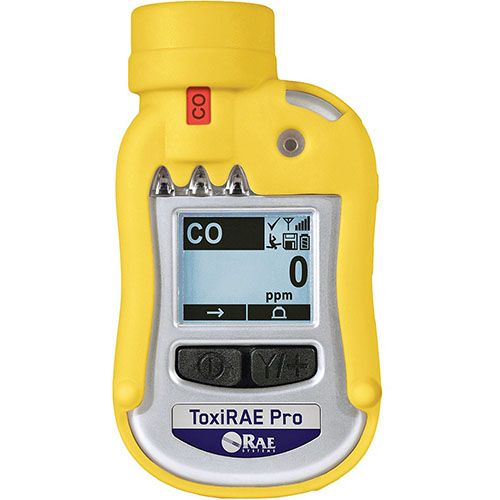 CO
CO
0
ppm
Y/+
ToxiRAE Pro
RAE
SYSTEMS